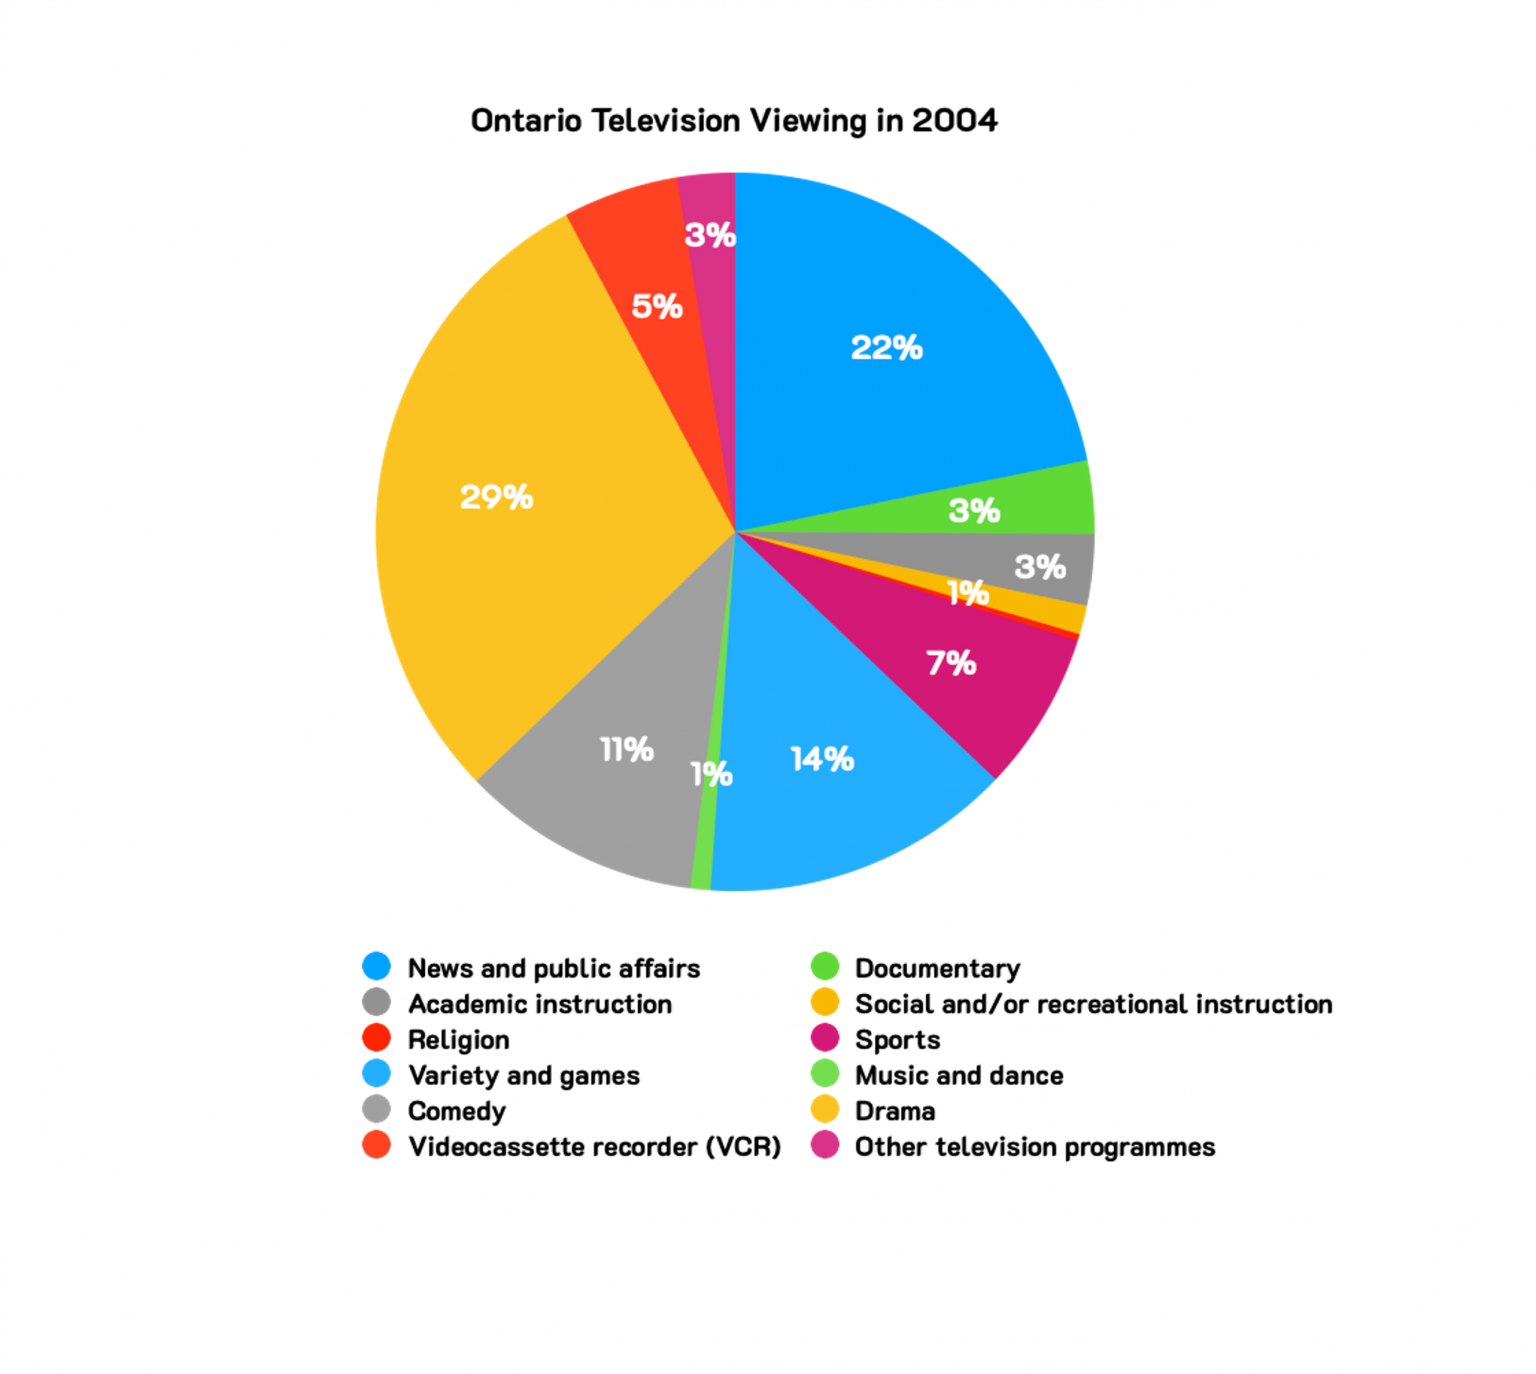 Ontario Television Viewing in 2004
3%
5%
22%
29%
3%
3%
1%
7%
11%
1%
14%
News and public affairs
Documentary
Academic instruction
Social and/or recreational instruction
Religion
Sports
Variety and games
Music and dance
Comedy
Drama
Videocassette recorder (VCR)
Other television programmes